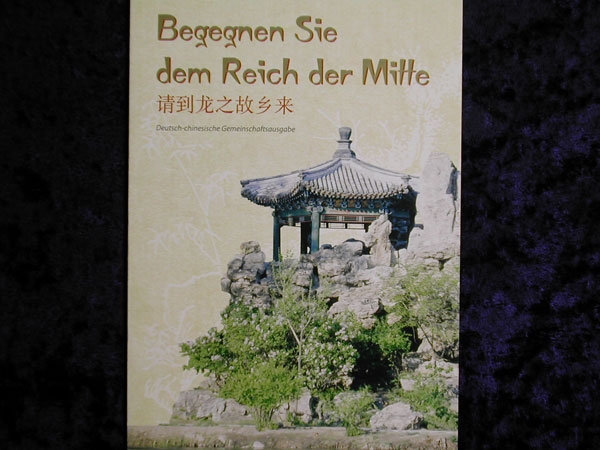 Begegnen Sie
dem Reich der Mitte
请到龙之故乡来
Deutsch-chinesische Gemeinschaftsausgabe